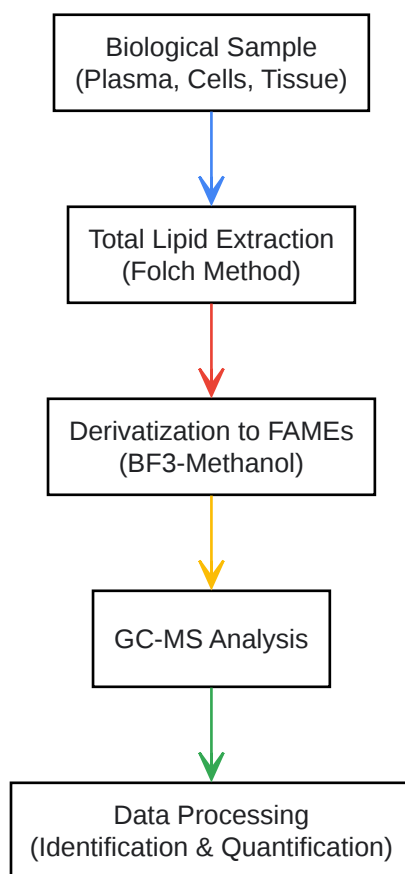 Biological Sample
(Plasma, Cells, Tissue)
Total Lipid Extraction
(Folch Method)
Derivatization to FAMEs
(BF3-Methanol)
GC-MS Analysis
Data Processing
(Identification & Quantification)